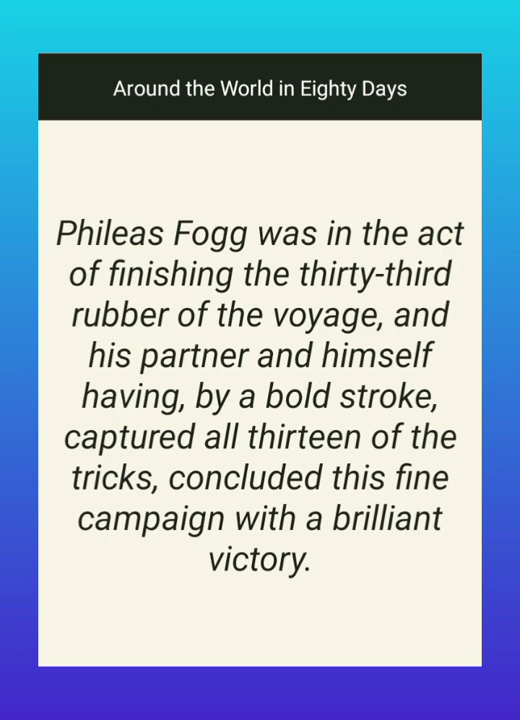 Around the World in Eighty Days
Phileas Fogg was in the act
of finishing the thirty-third
rubber of the voyage, and
his partner and himself
having, by a bold stroke,
captured all thirteen of the
tricks, concluded this fine
campaign with a brilliant
victory.